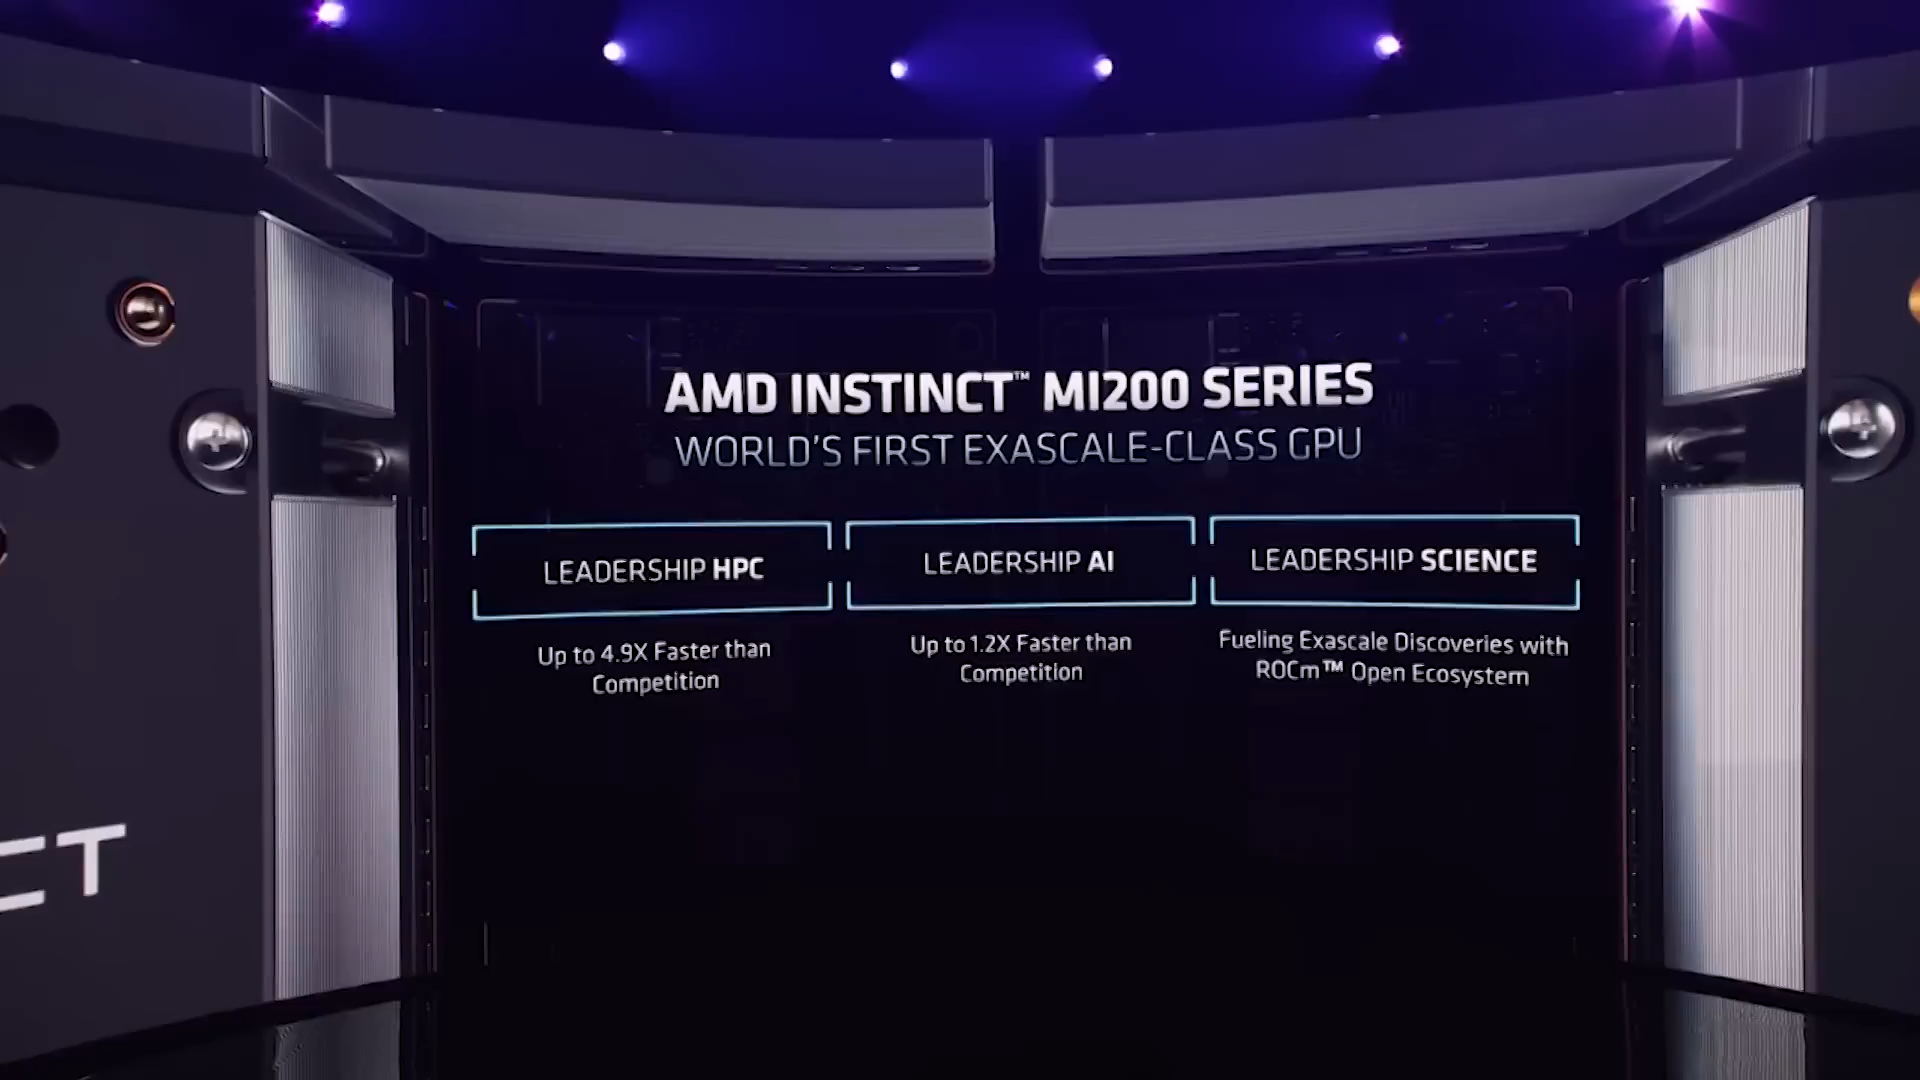 AMD INSTINCT™ MI200 SERIES
WORLD'S FIRST EXASCALE-CLASS GPU
LEADERSHIP HPC
Up to 4.9X Faster than
Competition
LEADERSHIP AI
Up to 1.2X Faster than
Competition
LEADERSHIP SCIENCE
Fueling Exascale Discoveries with
ROCm™ Open Ecosystem
CT